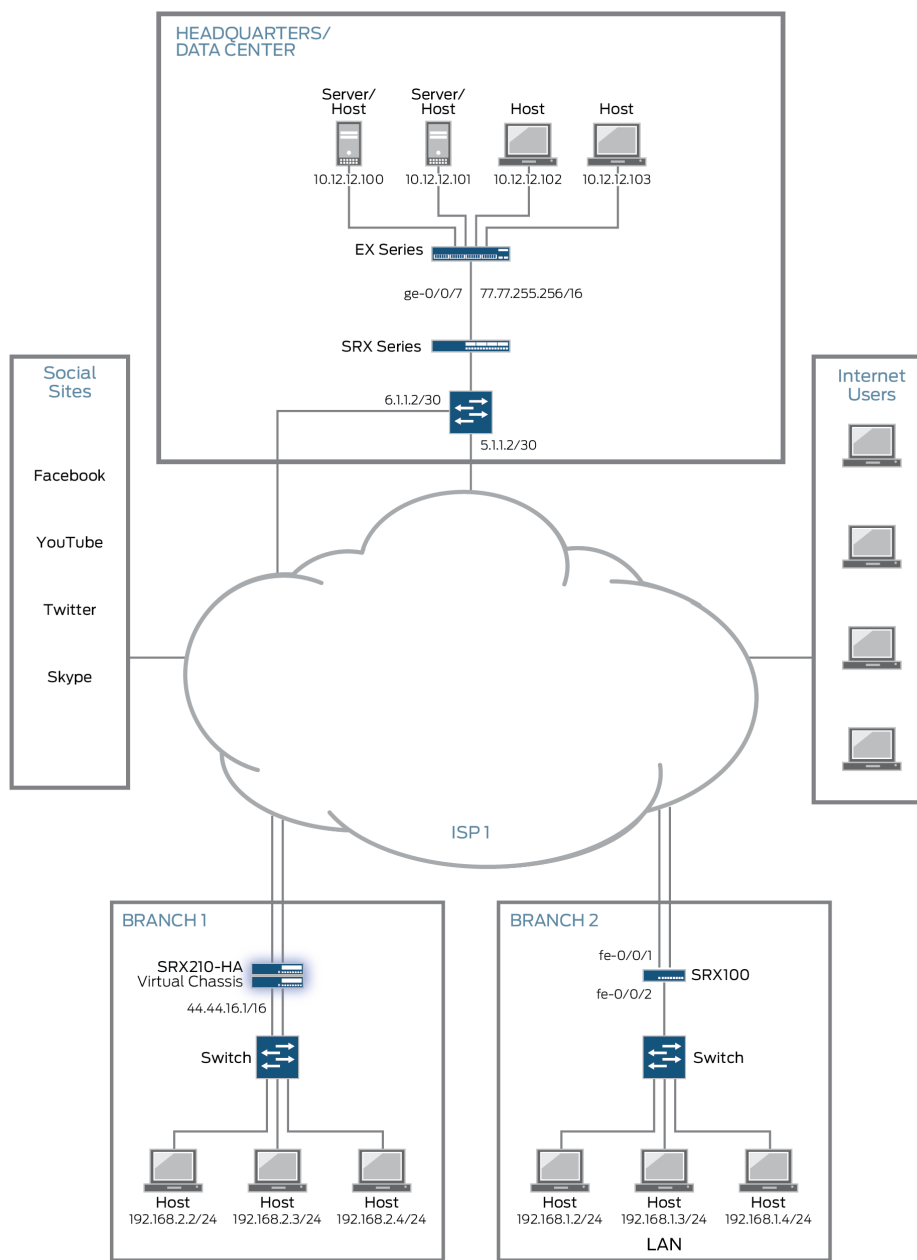 HEADQUARTERS/
DATA CENTER
Server/
Host
Server/
Host
Host
Host
10.12.12.100
10.12.12.101
10.12.12.102
10.12.12.103
EX Series
ge-0/0/7
77.77.255.256/16
SRX Series
6.1.1.2/30
5.1.1.2/30
Social
Sites
Facebook
YouTube
Twitter
Skype
Internet
Users
ISP 1
BRANCH 1
SRX210-HA
Virtual Chassis
44.44.16.1/16
Switch
Host
192.168.2.2/24
Host
192.168.2.3/24
Host
192.168.2.4/24
BRANCH 2
fe-0/0/1
SRX100
fe-0/0/2
Switch
Host
192.168.1.2/24
Host
192.168.1.3/24
Host
192.168.1.4/24
LAN